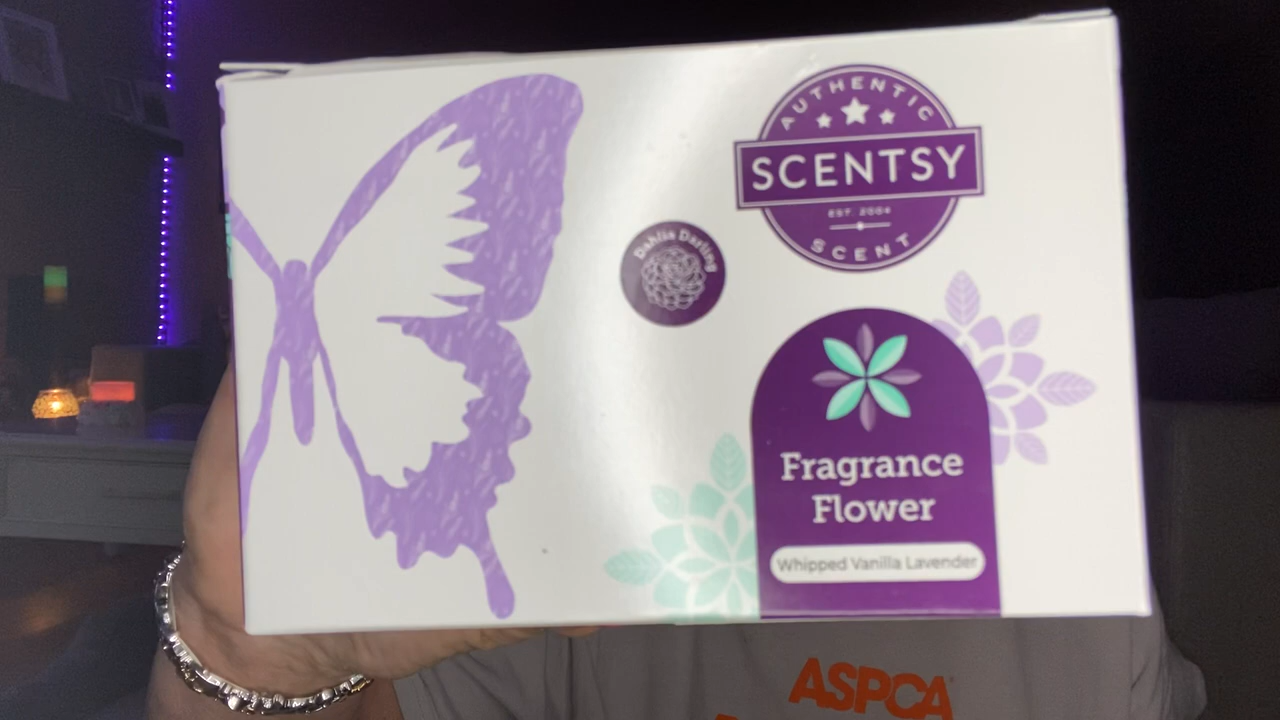 AUTHENTIC
SCENTSY
EST. 2004
SCENT
Dahlia Darling
Fragrance
Flower
Whipped Vanilla Lavender
ASPCA